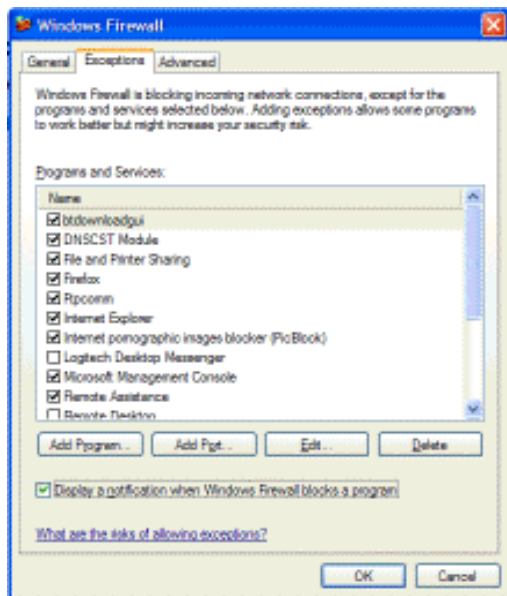 Windows Firewall
General Exceptions Advanced
Windows Firewall is blocking incoming network connections, except for the
programs and services selected below. Adding exceptions allows some programs
to work better but might increase your security risk.
Programs and Services:
Name
btdownloadgui
DNSCST Module
File and Printer Sharing
Firefox
Internet Explorer
Internet pornographic images blocker (PicBlock)
Logitech Desktop Messenger
Microsoft Management Console
Remote Assistance
Remote Desktop
Add Program... Add Port... Edit... Delete
Display a notification when Windows Firewall blocks a program
What are the risks of allowing exceptions?
OK Cancel